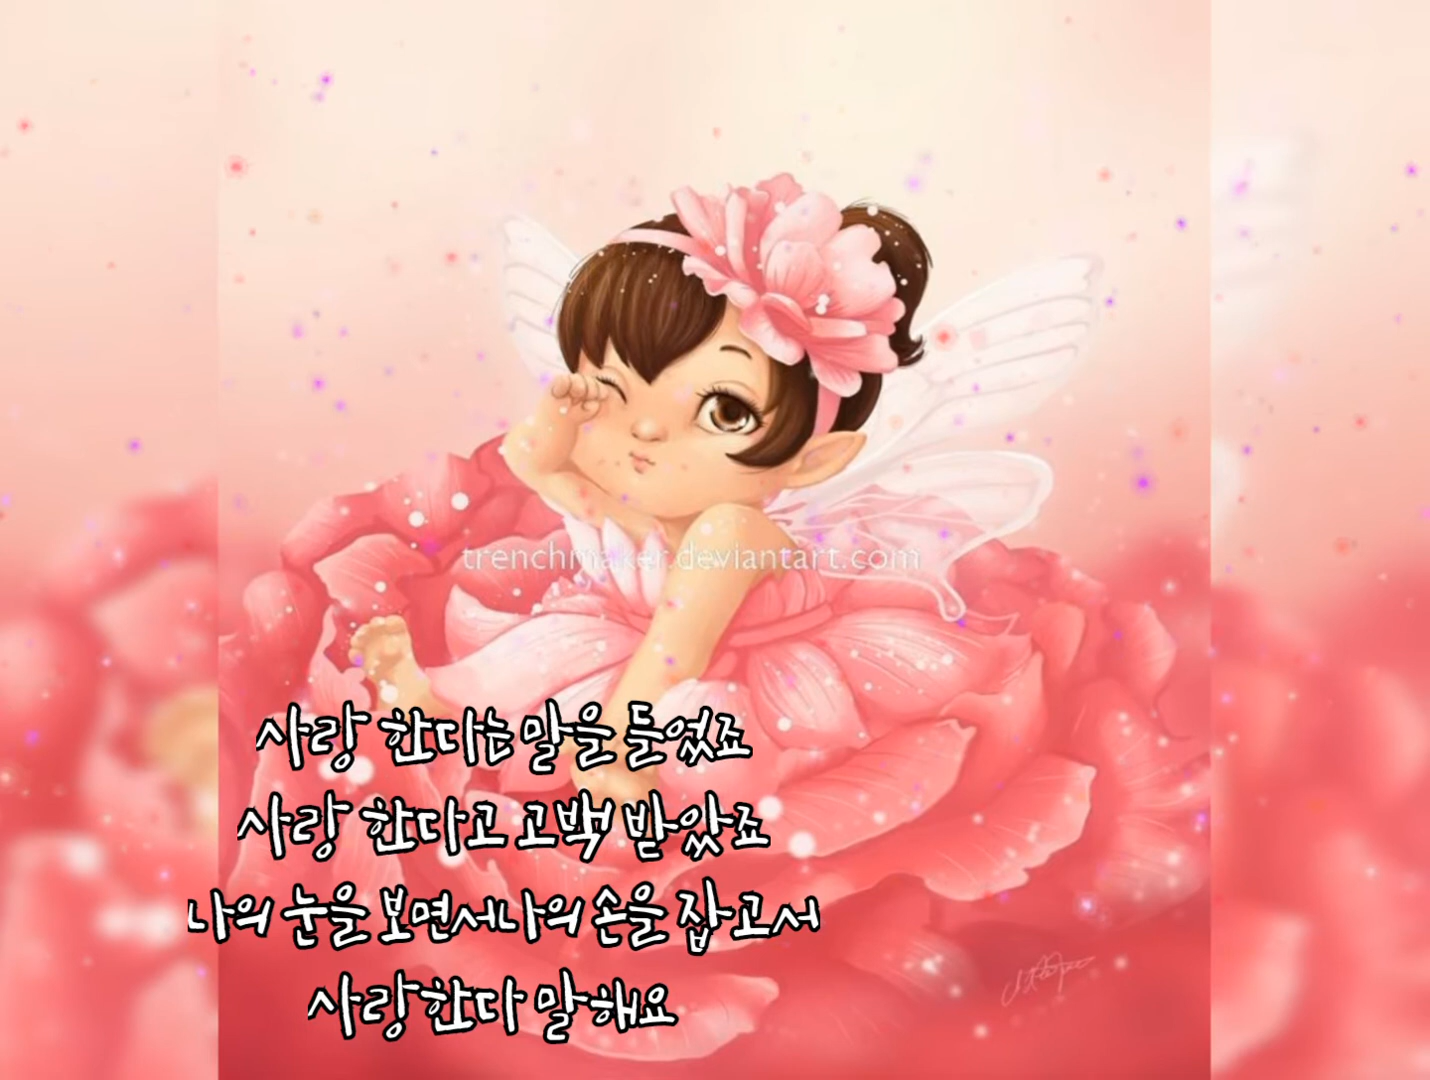 trenchmaker.deviantart.com
사랑 한다는 말을 들었죠
사랑 한다고 고백 받았죠
나의 눈을 보면서 나의 손을 잡고서
사랑한다 말해요